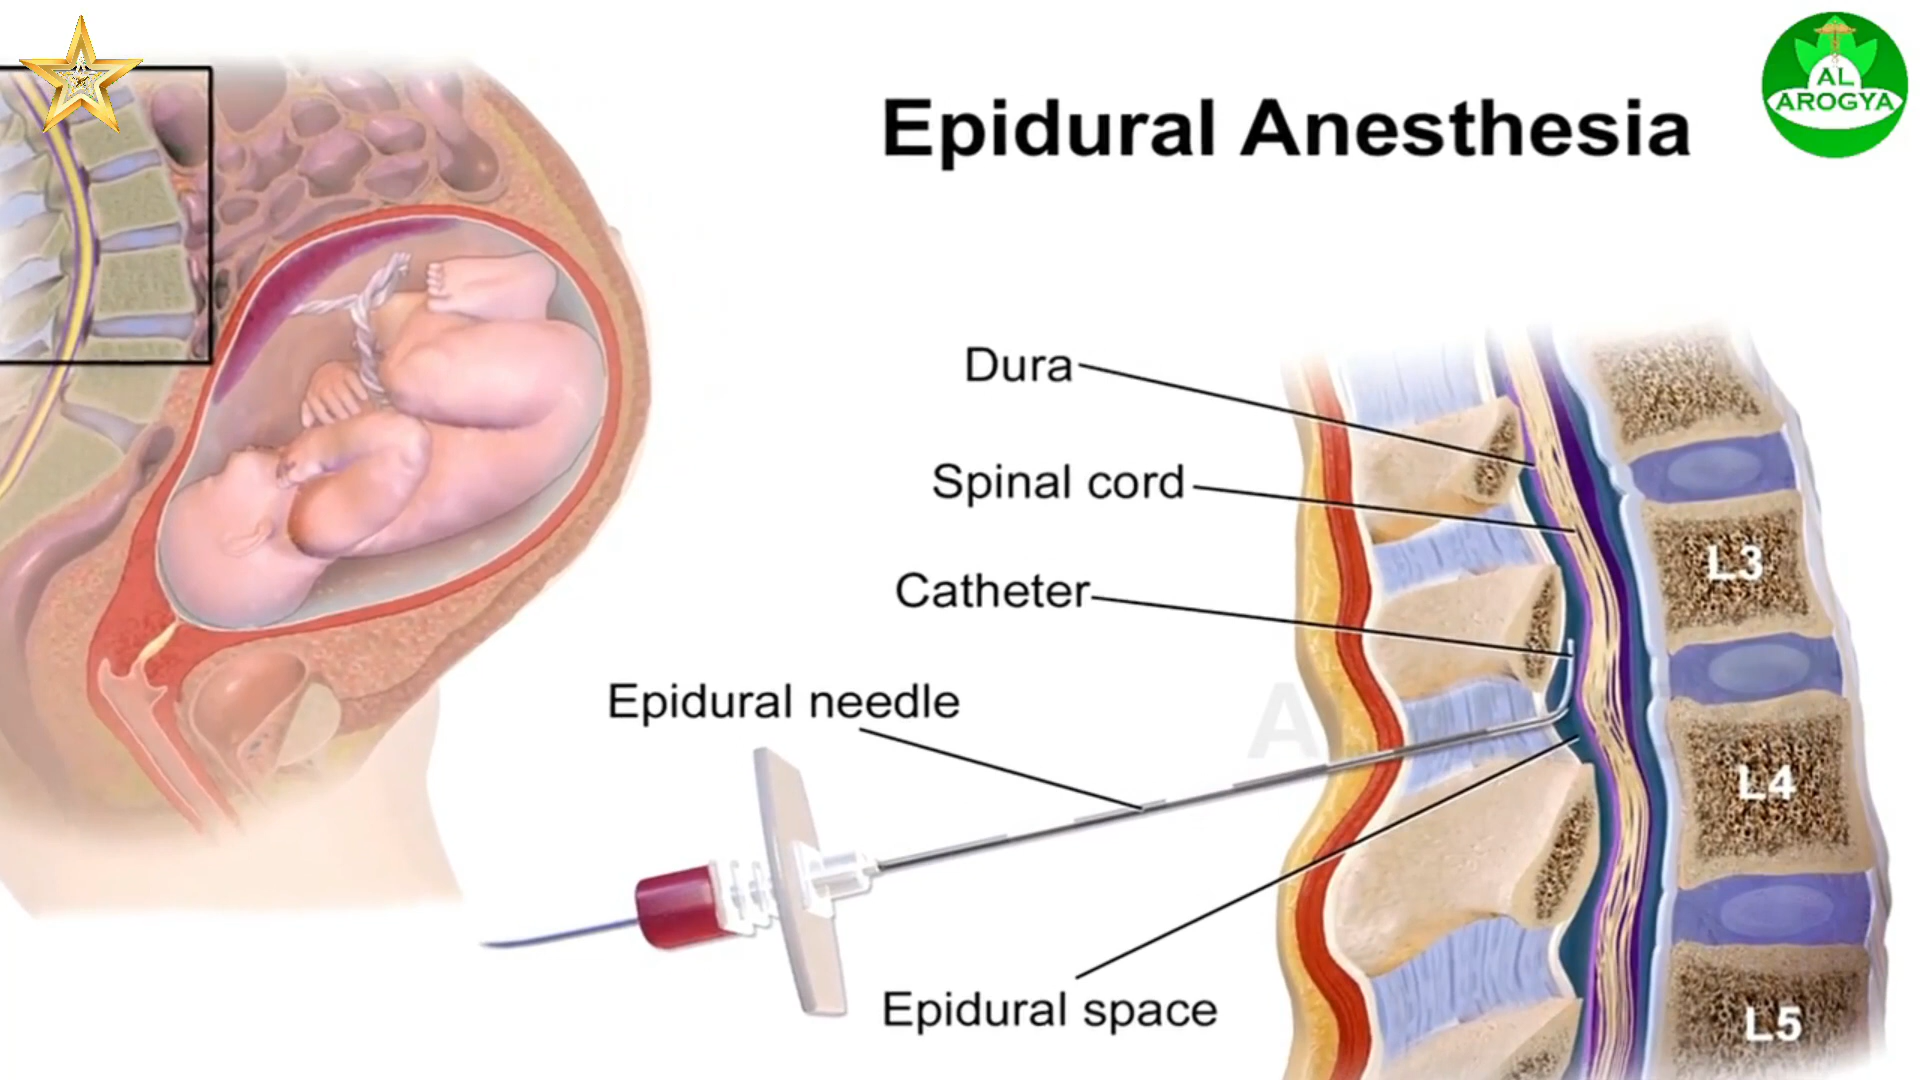 AL
AROGYA
Epidural Anesthesia
Dura
Spinal cord
Catheter
Epidural needle
Epidural space
L3
L4
L5
A